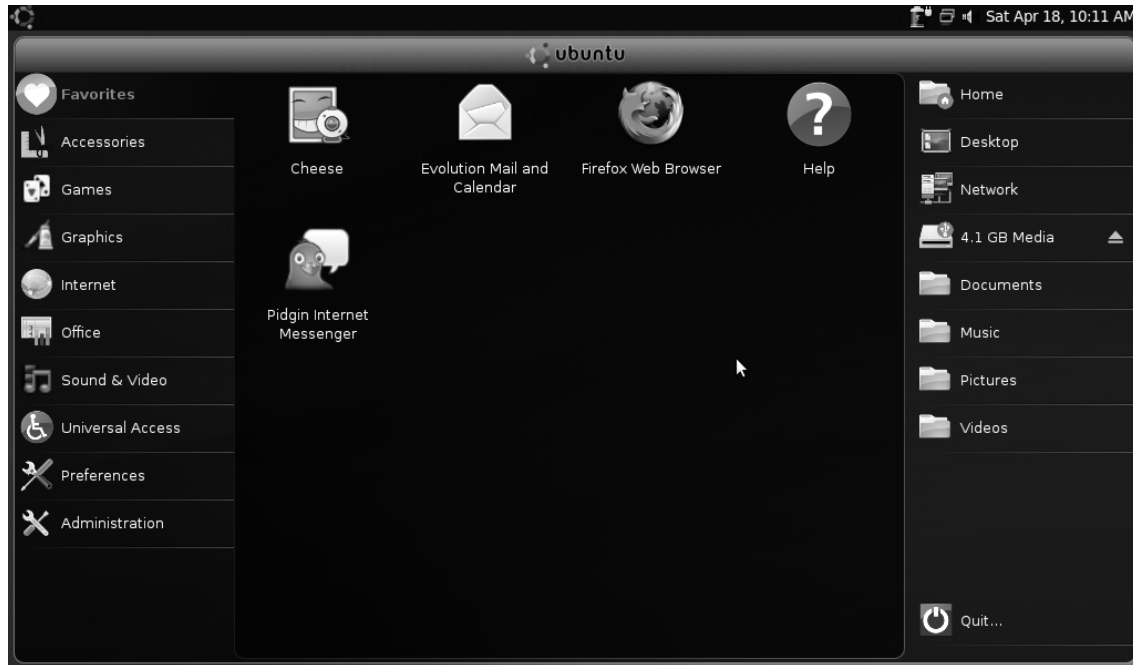 Sat Apr 18, 10:11 AM
ubuntu
Favorites
Accessories
Games
Graphics
Internet
Office
Sound & Video
Universal Access
Preferences
Administration
Cheese
Evolution Mail and
Calendar
Firefox Web Browser
Help
Pidgin Internet
Messenger
Home
Desktop
Network
4.1 GB Media
Documents
Music
Pictures
Videos
Quit...